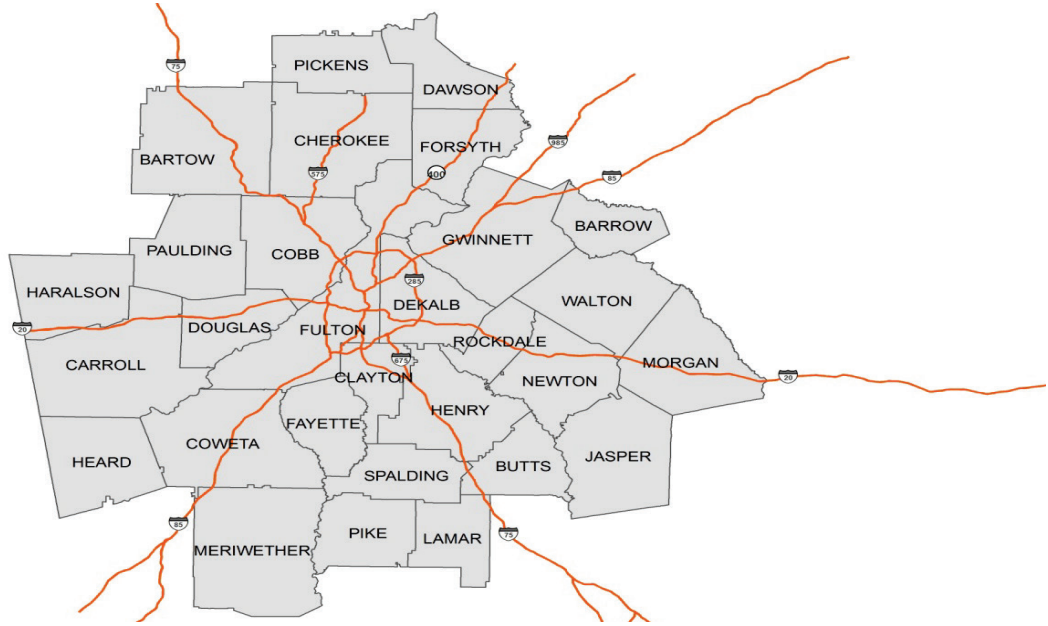 PICKENS
75
DAWSON
CHEROKEE
FORSYTH
985
BARTOW
575
400
85
BARROW
GWINNETT
PAULDING
COBB
285
HARALSON
WALTON
DEKALB
20
DOUGLAS
FULTON
ROCKDALE
CARROLL
675
MORGAN
20
CLAYTON
NEWTON
HENRY
FAYETTE
COWETA
HEARD
SPALDING
BUTTS
JASPER
85
75
PIKE
LAMAR
MERIWETHER